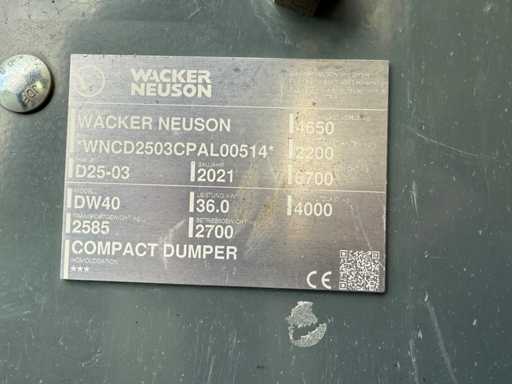 WACKER
NEUSON
WACKER NEUSON
4650
*WNCD2503CPAL00514*
2200
D25-03
BAUJAHR
2021
6700
MODELL
LEISTUNG KW
DW40
36.0
4000
TRANSPORTGEWICHT KG
BETRIEBSGEWICHT
2585
2700
COMPACT DUMPER
HOMOLOGATION
***
CE